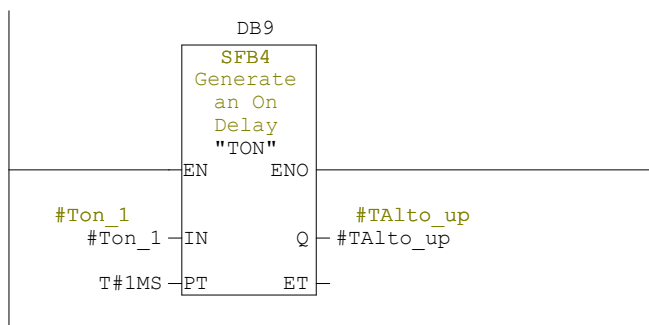 DB9
SFB4
Generate
an On
Delay
"TON"
EN ENO
#Ton_1 #TAlto_up
#Ton_1 IN Q #TAlto_up
T#1MS PT ET